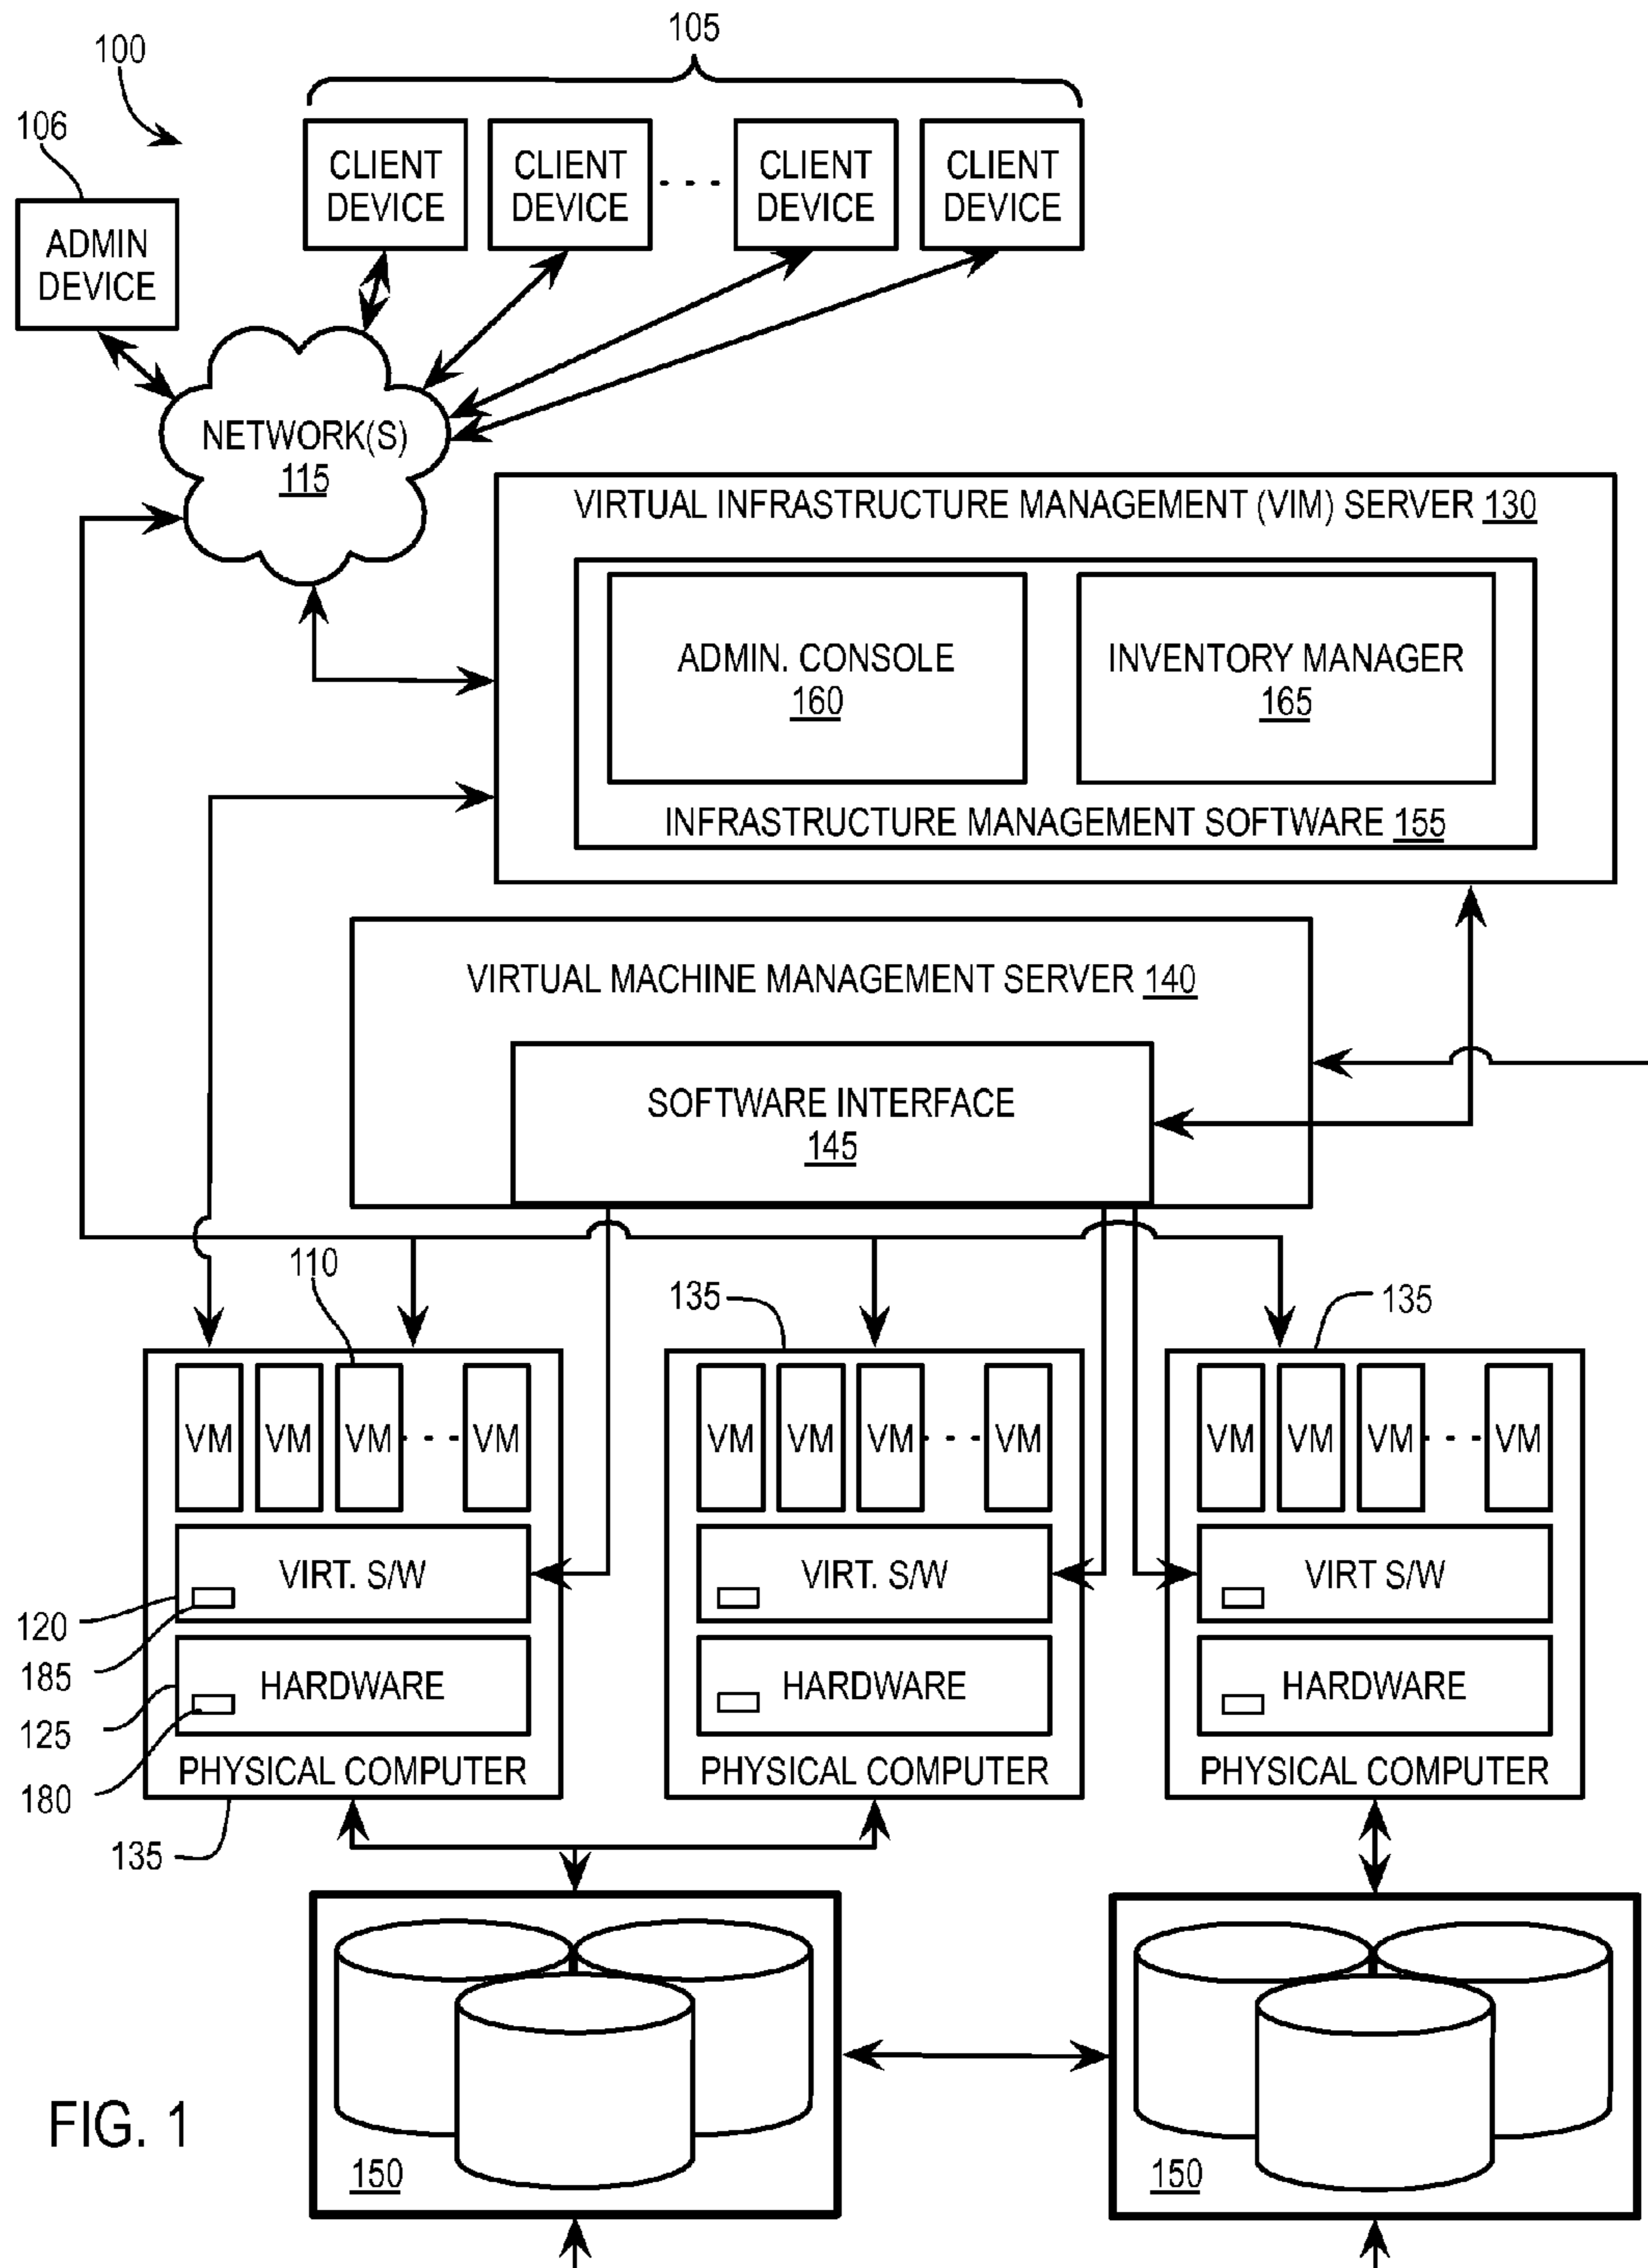 105
100
106
CLIENT DEVICE
CLIENT DEVICE
- - - -
CLIENT DEVICE
CLIENT DEVICE
ADMIN DEVICE
NETWORK(S)
115
VIRTUAL INFRASTRUCTURE MANAGEMENT (VIM) SERVER 130
ADMIN. CONSOLE
160
INVENTORY MANAGER
165
INFRASTRUCTURE MANAGEMENT SOFTWARE 155
VIRTUAL MACHINE MANAGEMENT SERVER 140
SOFTWARE INTERFACE
145
110
135
135
VM VM VM - - - - VM
VM VM VM - - - - VM
VM VM VM - - - - VM
VIRT. S/W
VIRT. S/W
VIRT S/W
120
185
HARDWARE
HARDWARE
HARDWARE
125
180
PHYSICAL COMPUTER
PHYSICAL COMPUTER
PHYSICAL COMPUTER
135
FIG. 1
150
150